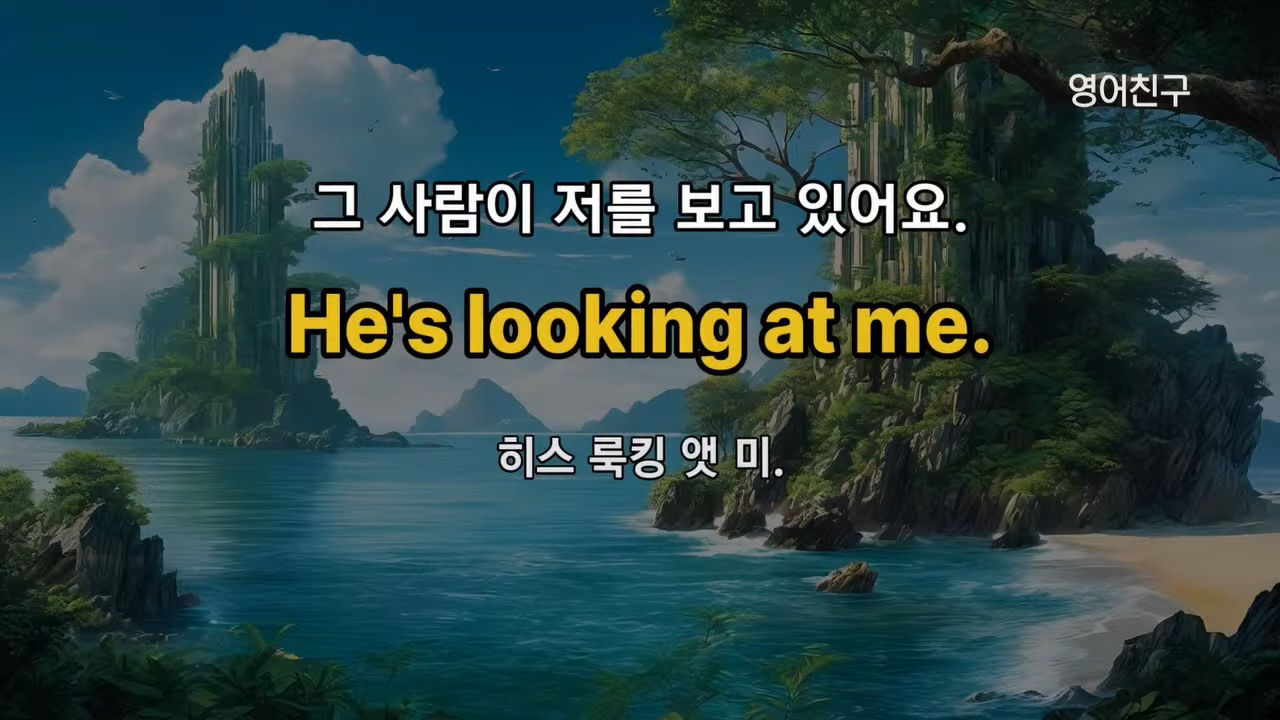 영어친구
그 사람이 저를 보고 있어요.
He's looking at me.
히스 룩킹 앳 미.